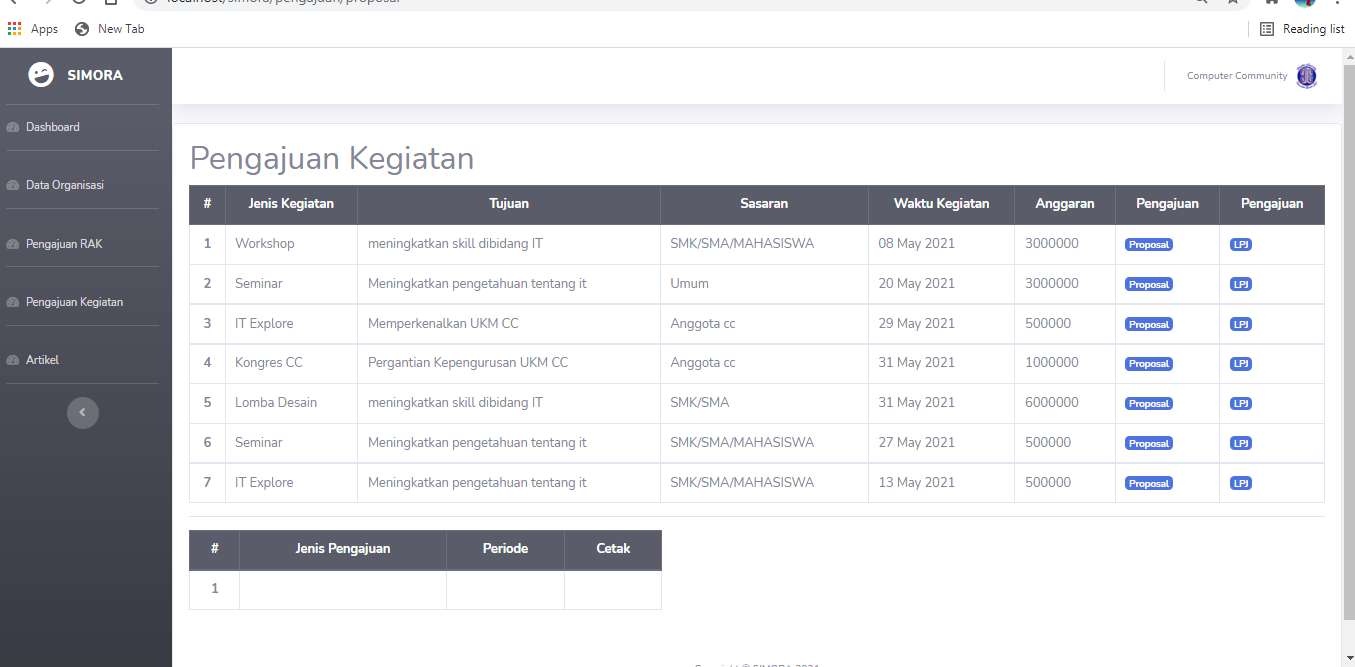 localhost/simora/pengajuan/proposal
Apps New Tab Reading list
SIMORA
Computer Community
Dashboard
Data Organisasi
Pengajuan RAK
Pengajuan Kegiatan
Artikel
Pengajuan Kegiatan
# Jenis Kegiatan Tujuan Sasaran Waktu Kegiatan Anggaran Pengajuan Pengajuan
1 Workshop meningkatkan skill dibidang IT SMK/SMA/MAHASISWA 08 May 2021 3000000 Proposal LPJ
2 Seminar Meningkatkan pengetahuan tentang it Umum 20 May 2021 3000000 Proposal LPJ
3 IT Explore Memperkenalkan UKM CC Anggota cc 29 May 2021 500000 Proposal LPJ
4 Kongres CC Pergantian Kepengurusan UKM CC Anggota cc 31 May 2021 1000000 Proposal LPJ
5 Lomba Desain meningkatkan skill dibidang IT SMK/SMA 31 May 2021 6000000 Proposal LPJ
6 Seminar Meningkatkan pengetahuan tentang it SMK/SMA/MAHASISWA 27 May 2021 500000 Proposal LPJ
7 IT Explore Meningkatkan pengetahuan tentang it SMK/SMA/MAHASISWA 13 May 2021 500000 Proposal LPJ
# Jenis Pengajuan Periode Cetak
1
Copyright © SIMORA 2021